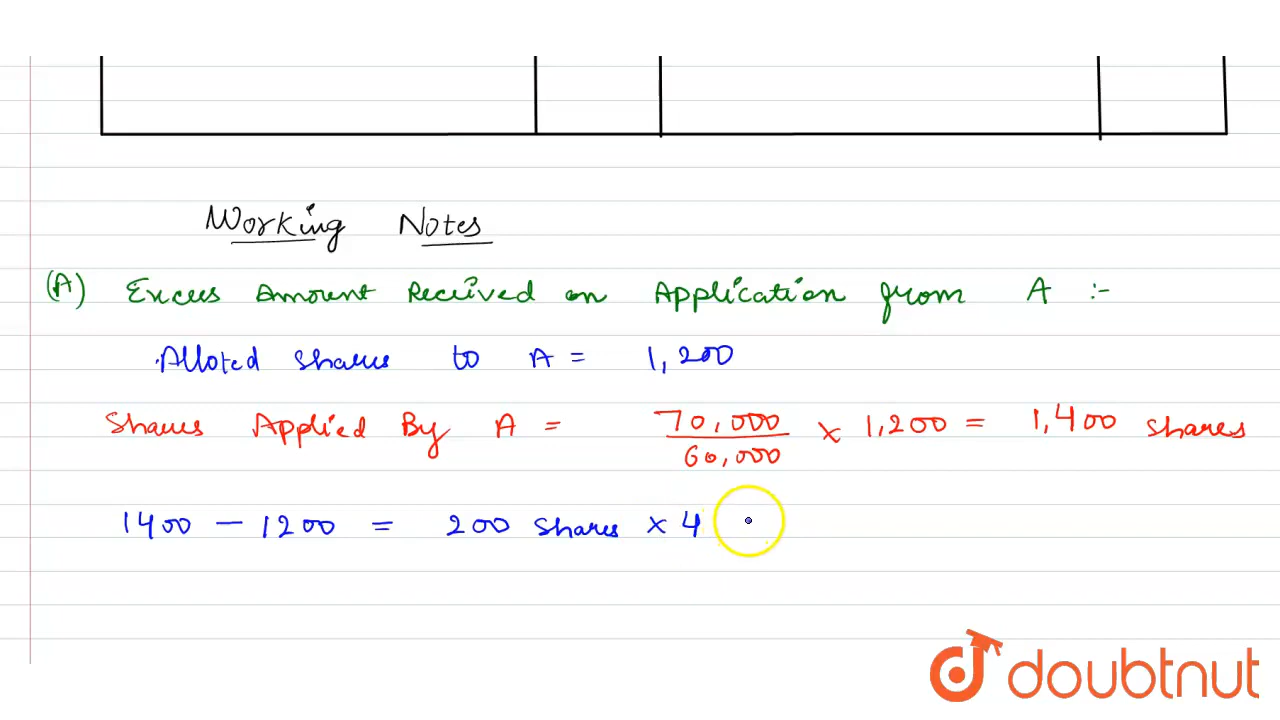 Working Notes
(A) Excess Amount Received on Application from A :-
Alloted Shares to A = 1,200
Shares Applied By A = 70,000/60,000 × 1,200 = 1,400 shares
1400 - 1200 = 200 Shares × 4
doubtnut